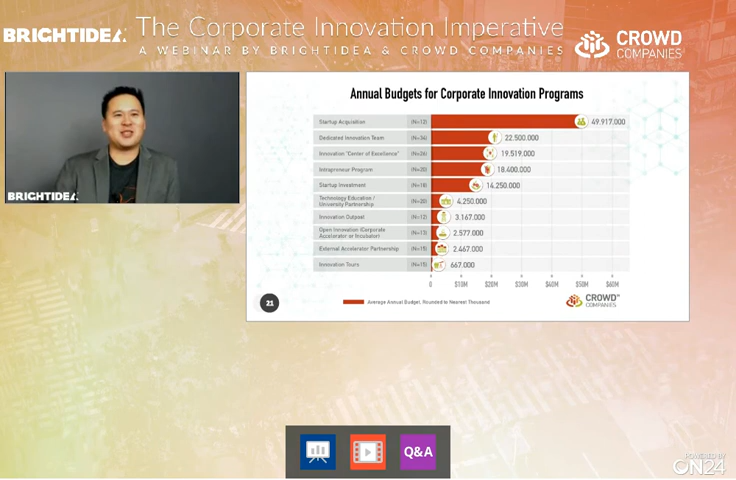 BRIGHTIDEA
The Corporate Innovation Imperative
A WEBINAR BY BRIGHTIDEA & CROWD COMPANIES
CROWD
COMPANIES
BRIGHTIDEA
Annual Budgets for Corporate Innovation Programs
Startup Acquisition (N=12) 49.917.000
Dedicated Innovation Team (N=36) 22.500.000
Innovation "Center of Excellence" (N=26) 19.519.000
Intrapreneur Program (N=20) 18.400.000
Startup Investment (N=18) 14.250.000
Technology Education /
University Partnership (N=20) 4.250.000
Innovation Outpost (N=12) 3.167.000
Open Innovation (Corporate
Accelerator or Incubator) (N=13) 2.577.000
External Accelerator Partnership (N=15) 2.467.000
Innovation Tours (N=15) 667.000
0 $10M $20M $30M $40M $50M $60M
Average Annual Budget, Rounded to Nearest Thousand
CROWD
COMPANIES
21
Q&A
POWERED BY
ON24